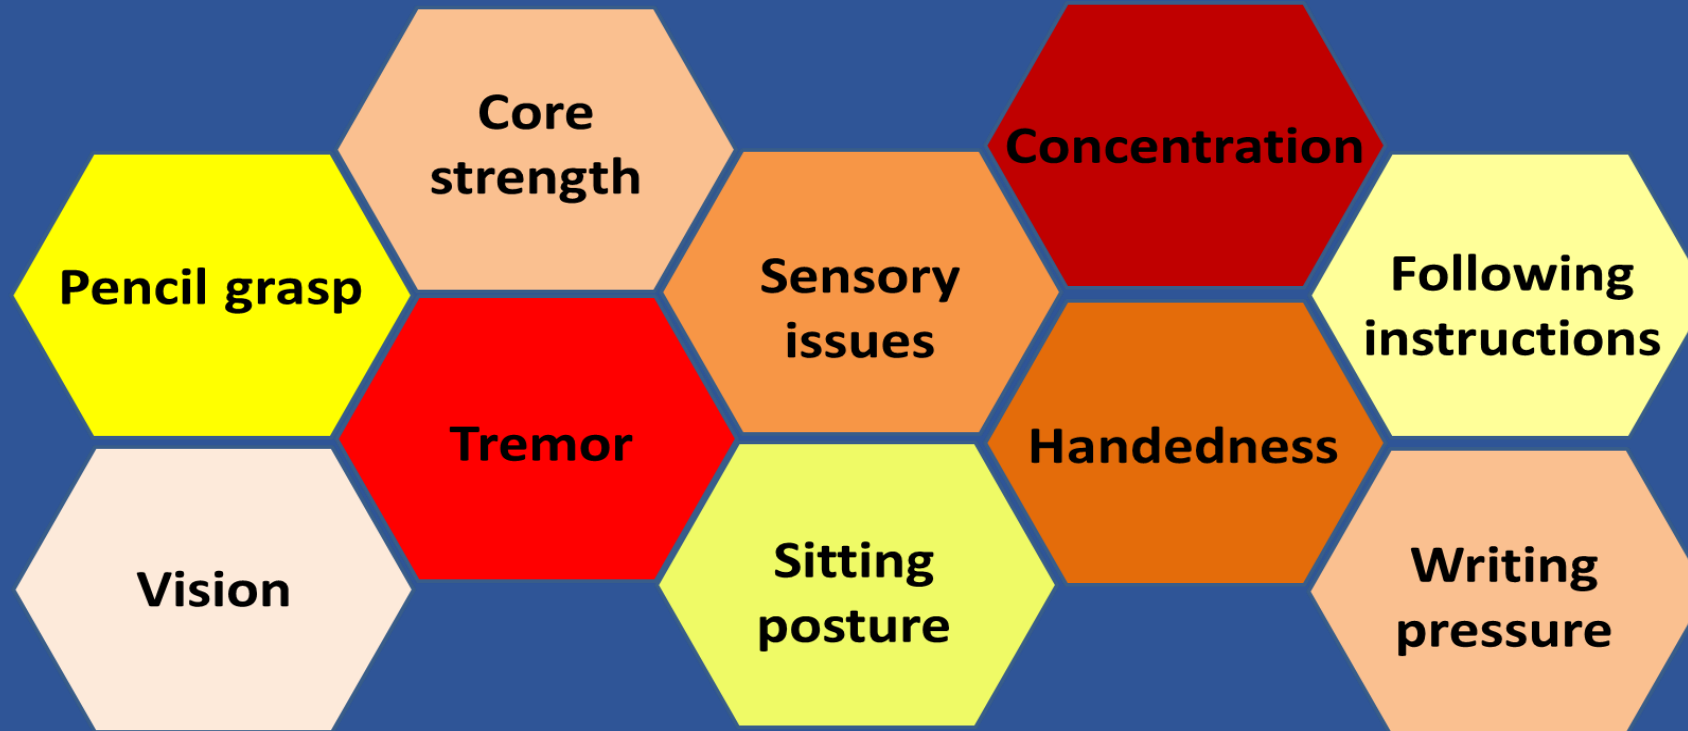 Core
strength
Concentration
Pencil grasp
Sensory
issues
Following
instructions
Tremor
Handedness
Vision
Sitting
posture
Writing
pressure